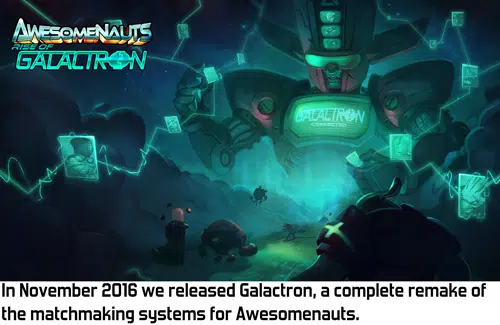 AWESOMENAUTS
RISE OF
GALACTRON
GALACTRON
CONNECTED
In November 2016 we released Galactron, a complete remake of
the matchmaking systems for Awesomenauts.